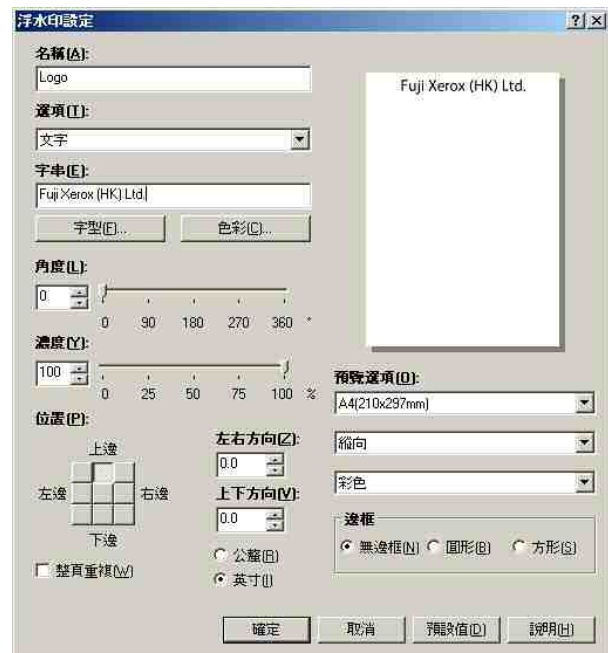 浮水印設定
名稱(A):
Logo
選項(T):
文字
字串(E):
Fuji Xerox (HK) Ltd.
字型(F)...
色彩(C)...
角度(L):
0
0 90 180 270 360 °
濃度(Y):
100
0 25 50 75 100 %
位置(P):
上邊
左邊 右邊
下邊
整頁重複(W)
左右方向(Z):
0.0
上下方向(V):
0.0
公釐(R)
英寸(I)
Fuji Xerox (HK) Ltd.
預覽選項(O):
A4(210x297mm)
縱向
彩色
邊框
無邊框(N) 圓形(B) 方形(S)
確定 取消 預設值(D) 說明(H)